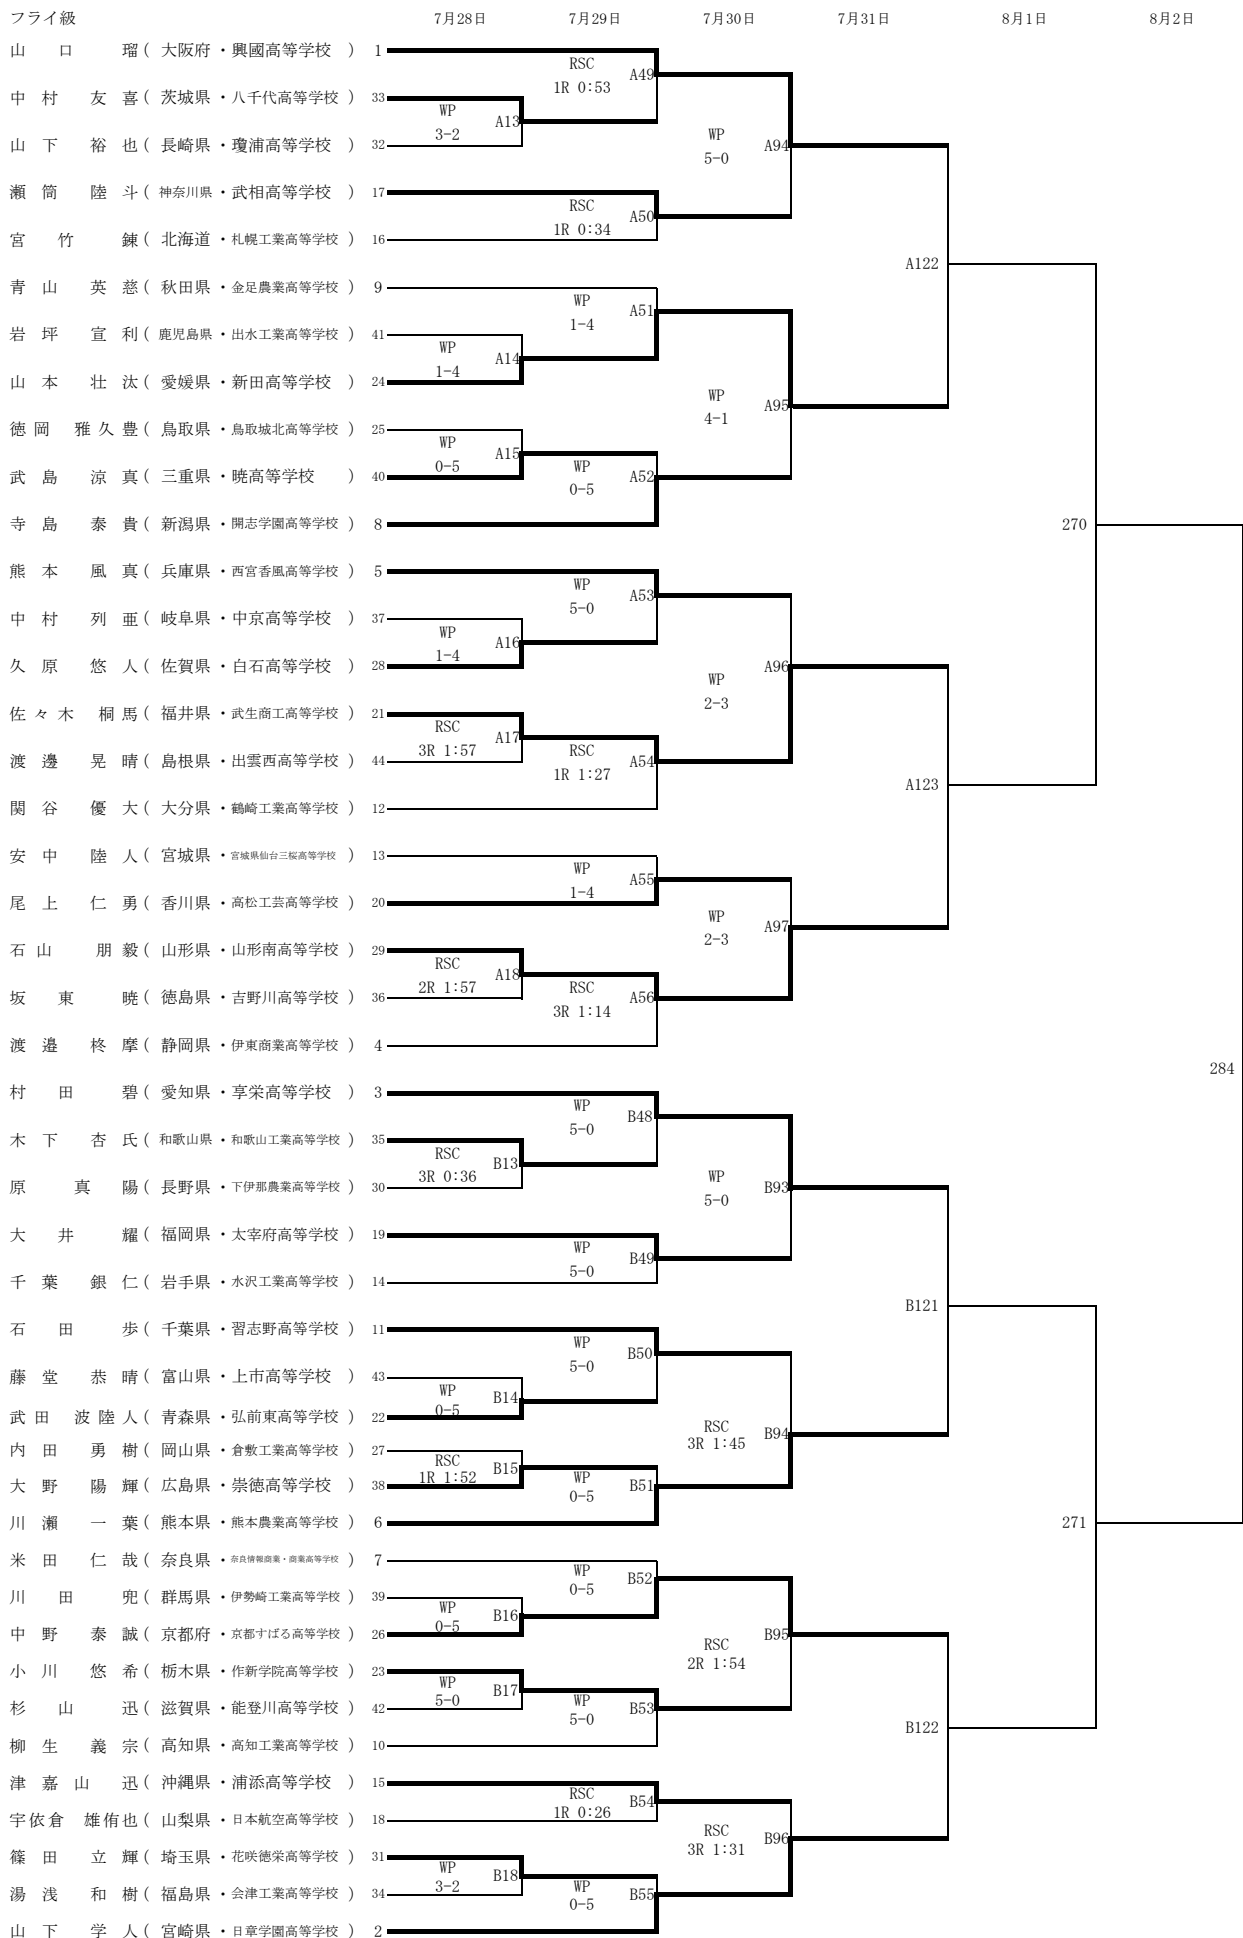 フライ級 7月28日 7月29日 7月30日 7月31日 8月1日 8月2日
山口 瑠 ( 大阪府 ・ 興國高等学校 ) 1
RSC A49
1R 0:53
中村 友喜 ( 茨城県 ・ 八千代高等学校 ) 33
WP A13
3-2
WP A94
5-0
山下 裕也 ( 長崎県 ・ 瓊浦高等学校 ) 32
瀬筒 陸斗 ( 神奈川県 ・ 武相高等学校 ) 17
RSC A50
1R 0:34
宮竹 錬 ( 北海道 ・ 札幌工業高等学校 ) 16
A122
青山 英慈 ( 秋田県 ・ 金足農業高等学校 ) 9
WP A51
1-4
岩坪 宣利 ( 鹿児島県 ・ 出水工業高等学校 ) 41
WP A14
1-4
山本 壮汰 ( 愛媛県 ・ 新田高等学校 ) 24
WP A95
4-1
徳岡 雅久豊 ( 鳥取県 ・ 鳥取城北高等学校 ) 25
WP A15
0-5
WP A52
0-5
武島 涼真 ( 三重県 ・ 暁高等学校 ) 40
寺島 泰貴 ( 新潟県 ・ 開志学園高等学校 ) 8
270
熊本 風真 ( 兵庫県 ・ 西宮香風高等学校 ) 5
WP A53
5-0
中村 列亜 ( 岐阜県 ・ 中京高等学校 ) 37
WP A16
1-4
久原 悠人 ( 佐賀県 ・ 白石高等学校 ) 28
WP A96
2-3
佐々木 桐馬 ( 福井県 ・ 武生商工高等学校 ) 21
RSC A17
3R 1:57
RSC A54
1R 1:27
渡邊 晃晴 ( 島根県 ・ 出雲西高等学校 ) 44
A123
関谷 優大 ( 大分県 ・ 鶴崎工業高等学校 ) 12
安中 陸人 ( 宮城県 ・ 宮城県仙台三桜高等学校 ) 13
WP A55
1-4
尾上 仁勇 ( 香川県 ・ 高松工芸高等学校 ) 20
WP A97
2-3
石山 朋毅 ( 山形県 ・ 山形南高等学校 ) 29
RSC A18
2R 1:57
RSC A56
3R 1:14
坂東 暁 ( 徳島県 ・ 吉野川高等学校 ) 36
渡邉 柊摩 ( 静岡県 ・ 伊東商業高等学校 ) 4
284
村田 碧 ( 愛知県 ・ 享栄高等学校 ) 3
WP B48
5-0
木下 杏氏 ( 和歌山県 ・ 和歌山工業高等学校 ) 35
RSC B13
3R 0:36
WP B93
5-0
原 真陽 ( 長野県 ・ 下伊那農業高等学校 ) 30
大井 耀 ( 福岡県 ・ 太宰府高等学校 ) 19
WP B49
5-0
千葉 銀仁 ( 岩手県 ・ 水沢工業高等学校 ) 14
B121
石田 歩 ( 千葉県 ・ 習志野高等学校 ) 11
WP B50
5-0
藤堂 恭晴 ( 富山県 ・ 上市高等学校 ) 43
WP B14
0-5
武田 波陸人 ( 青森県 ・ 弘前東高等学校 ) 22
RSC B94
3R 1:45
内田 勇樹 ( 岡山県 ・ 倉敷工業高等学校 ) 27
RSC B15
1R 1:52
WP B51
0-5
大野 陽輝 ( 広島県 ・ 崇徳高等学校 ) 38
川瀬 一葉 ( 熊本県 ・ 熊本農業高等学校 ) 6
271
米田 仁哉 ( 奈良県 ・ 奈良情報商業・商業高等学校 ) 7
WP B52
0-5
川田 兜 ( 群馬県 ・ 伊勢崎工業高等学校 ) 39
WP B16
0-5
中野 泰誠 ( 京都府 ・ 京都すばる高等学校 ) 26
RSC B95
2R 1:54
小川 悠希 ( 栃木県 ・ 作新学院高等学校 ) 23
WP B17
5-0
WP B53
5-0
杉山 迅 ( 滋賀県 ・ 能登川高等学校 ) 42
B122
柳生 義宗 ( 高知県 ・ 高知工業高等学校 ) 10
津嘉山 迅 ( 沖縄県 ・ 浦添高等学校 ) 15
RSC B54
1R 0:26
宇依倉 雄侑也 ( 山梨県 ・ 日本航空高等学校 ) 18
RSC B96
3R 1:31
篠田 立輝 ( 埼玉県 ・ 花咲徳栄高等学校 ) 31
WP B18
3-2
WP B55
0-5
湯浅 和樹 ( 福島県 ・ 会津工業高等学校 ) 34
山下 学人 ( 宮崎県 ・ 日章学園高等学校 ) 2